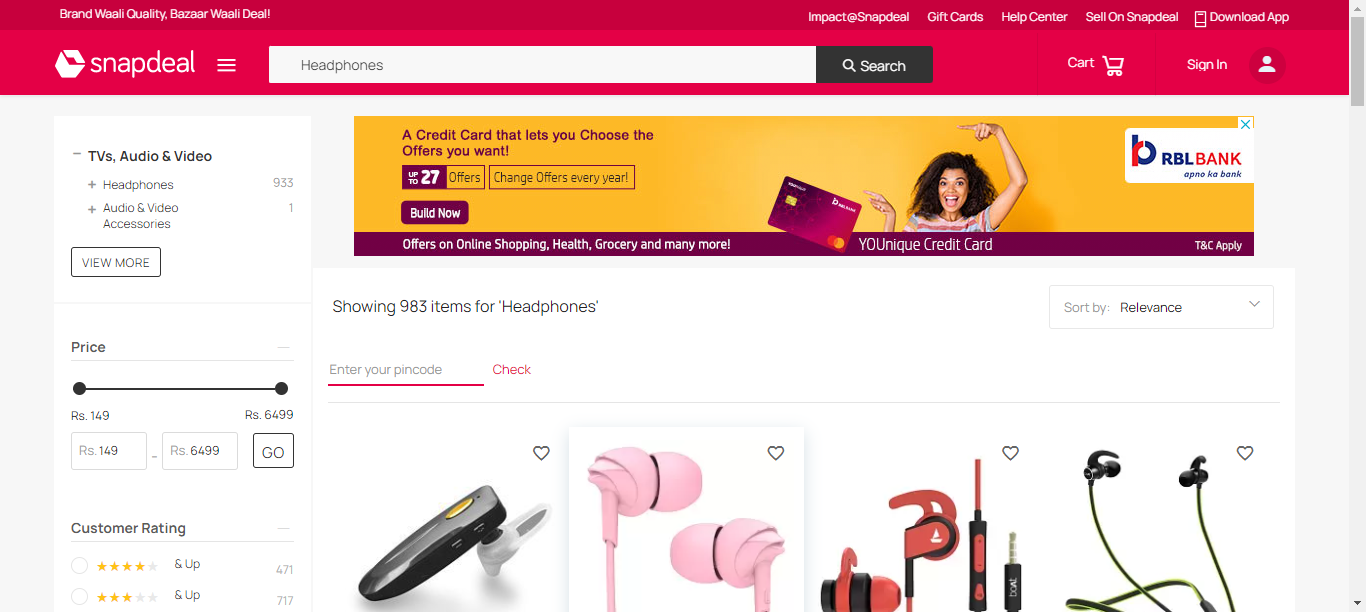 Brand Waali Quality, Bazaar Waali Deal!
Impact@Snapdeal Gift Cards Help Center Sell On Snapdeal Download App
snapdeal
Headphones
Search
Cart
Sign In
TVs, Audio & Video
Headphones 933
Audio & Video 1
Accessories
VIEW MORE
A Credit Card that lets you Choose the
Offers you want!
UP TO 27 Offers Change Offers every year!
Build Now
Offers on Online Shopping, Health, Grocery and many more!
YOUnique Credit Card
T&C Apply
RBLBANK
apno ka bank
Showing 983 items for 'Headphones'
Sort by: Relevance
Enter your pincode Check
Price
Rs. 149 Rs. 6499
Rs. 149 - Rs. 6499 GO
Customer Rating
& Up 471
& Up 717
boAt